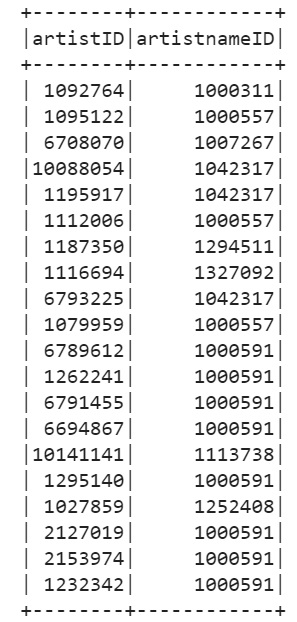 +--------+------------+
|artistID|artistnameID|
+--------+------------+
| 1092764|     1000311|
| 1095122|     1000557|
| 6708070|     1007267|
|10088054|     1042317|
| 1195917|     1042317|
| 1112006|     1000557|
| 1187350|     1294511|
| 1116694|     1327092|
| 6793225|     1042317|
| 1079959|     1000557|
| 6789612|     1000591|
| 1262241|     1000591|
| 6791455|     1000591|
| 6694867|     1000591|
|10141141|     1113738|
| 1295140|     1000591|
| 1027859|     1252408|
| 2127019|     1000591|
| 2153974|     1000591|
| 1232342|     1000591|
+--------+------------+